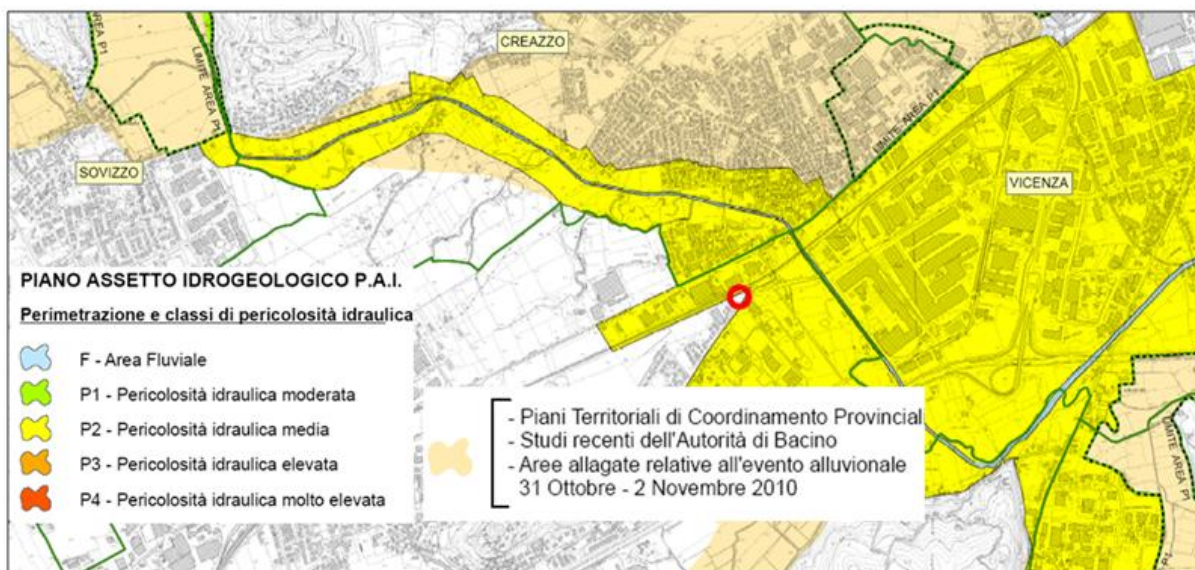 CREAZZO
AREA P1
LIMITE AREA P1
LIMITE AREA P1
SOVIZZO
VICENZA
PIANO ASSETTO IDROGEOLOGICO P.A.I.
Perimetrazione e classi di pericolosità idraulica
F - Area Fluviale
P1 - Pericolosità idraulica moderata
P2 - Pericolosità idraulica media
P3 - Pericolosità idraulica elevata
P4 - Pericolosità idraulica molto elevata
- Piani Territoriali di Coordinamento Provincial
- Studi recenti dell'Autorità di Bacino
- Aree allagate relative all'evento alluvionale
31 Ottobre - 2 Novembre 2010
LIMITE AREA P1
P1